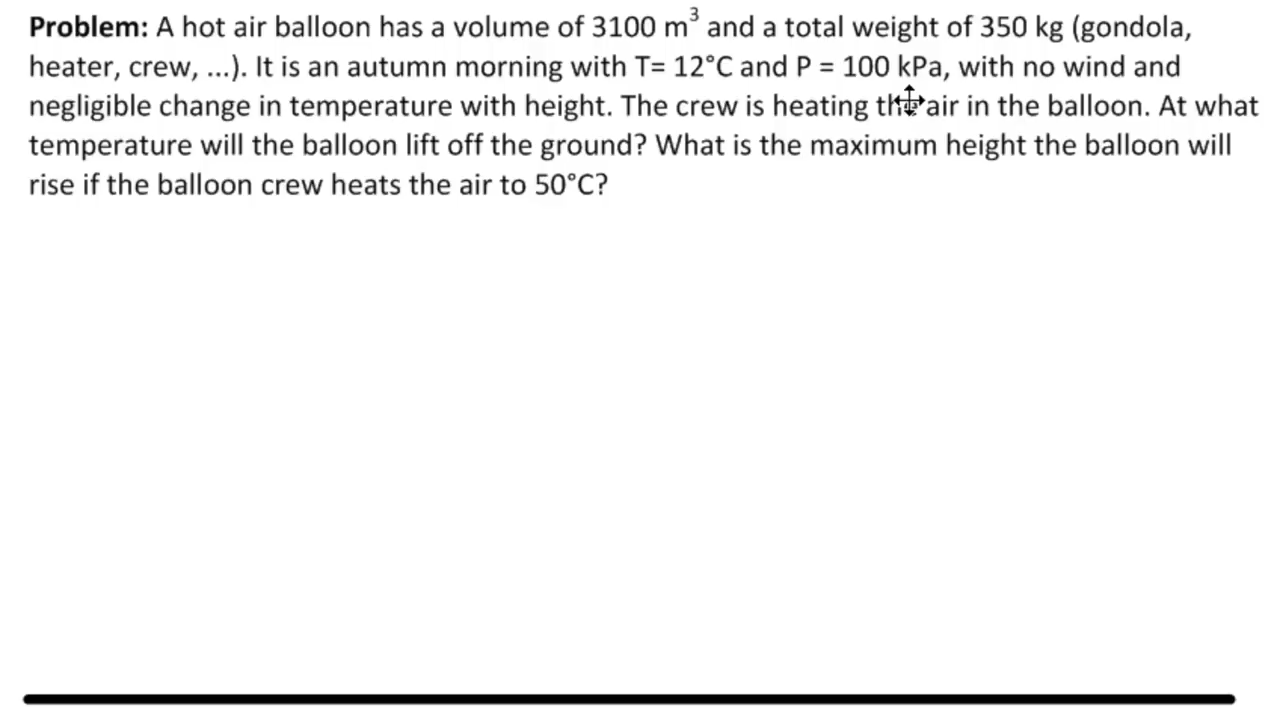 Problem: A hot air balloon has a volume of 3100 m³ and a total weight of 350 kg (gondola,
heater, crew, ...). It is an autumn morning with T= 12°C and P = 100 kPa, with no wind and
negligible change in temperature with height. The crew is heating the air in the balloon. At what
temperature will the balloon lift off the ground? What is the maximum height the balloon will
rise if the balloon crew heats the air to 50°C?